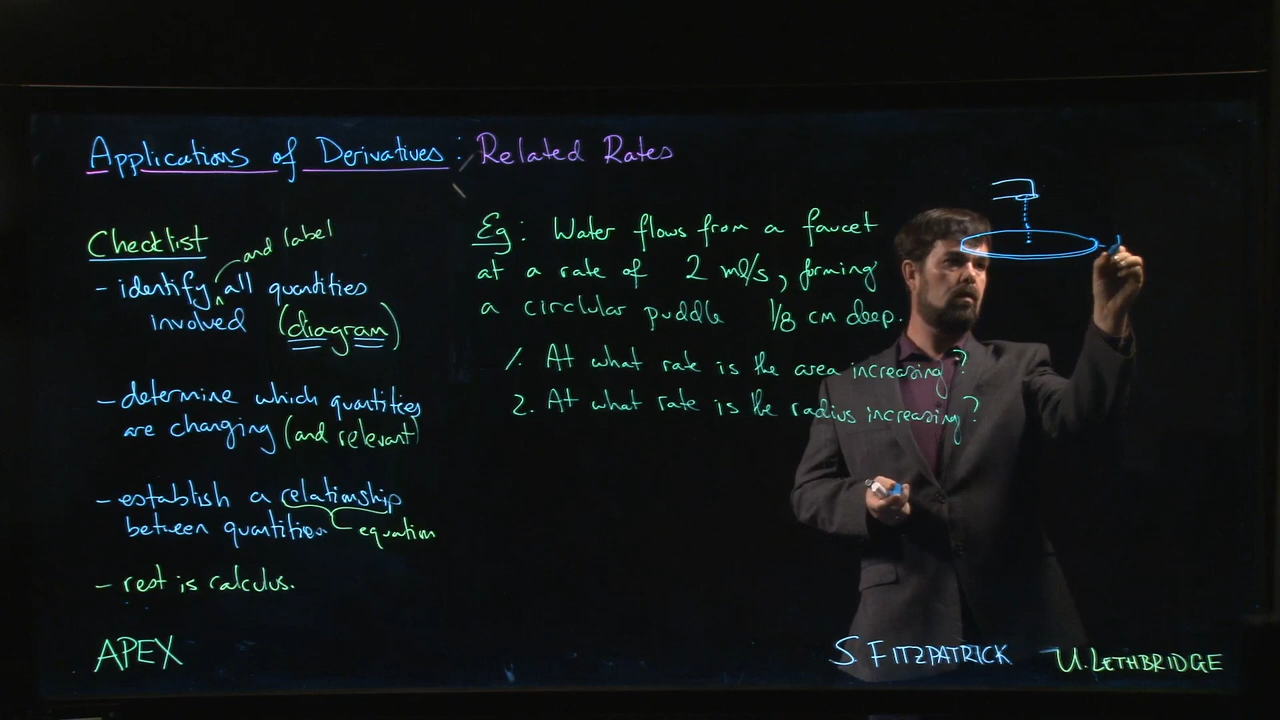 Applications of Derivatives: Related Rates
Checklist
and label
- identify all quantities
involved (diagram)
- determine which quantities
are changing (and relevant)
- establish a relationship
between quantities
equation
- rest is calculus.
APEX
Eg: Water flows from a faucet
at a rate of 2 ml/s, forming
a circlular puddle 1/8 cm deep.
1. At what rate is the area increasing?
2. At what rate is the radius increasing?
S. FITZPATRICK
U. LETHBRIDGE